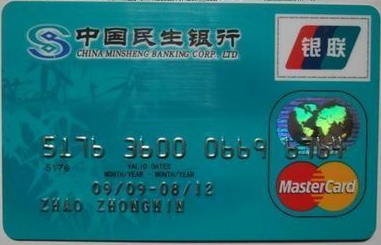 中国民生银行
CHINA MINSHENG BANKING CORP. LTD.
银联
5176 3600 0669
5176
VALID DATES
MONTH/YEAR - MONTH/YEAR
09/09-08/12
ZHAO
MasterCard